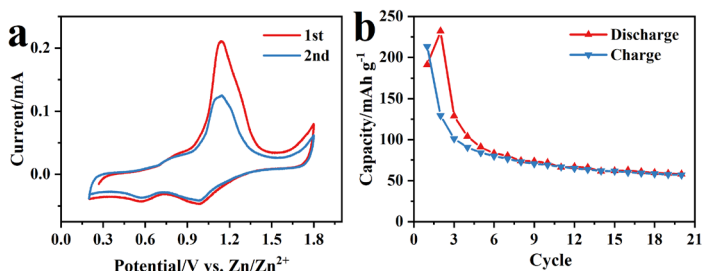 a
1st
2nd
Current/mA
0.2
0.1
0.0
0.0 0.3 0.6 0.9 1.2 1.5 1.8
Potential/V vs. Zn/Zn²⁺
b
Discharge
Charge
Capacity/mAh g⁻¹
250
200
150
100
50
0
0 3 6 9 12 15 18 21
Cycle